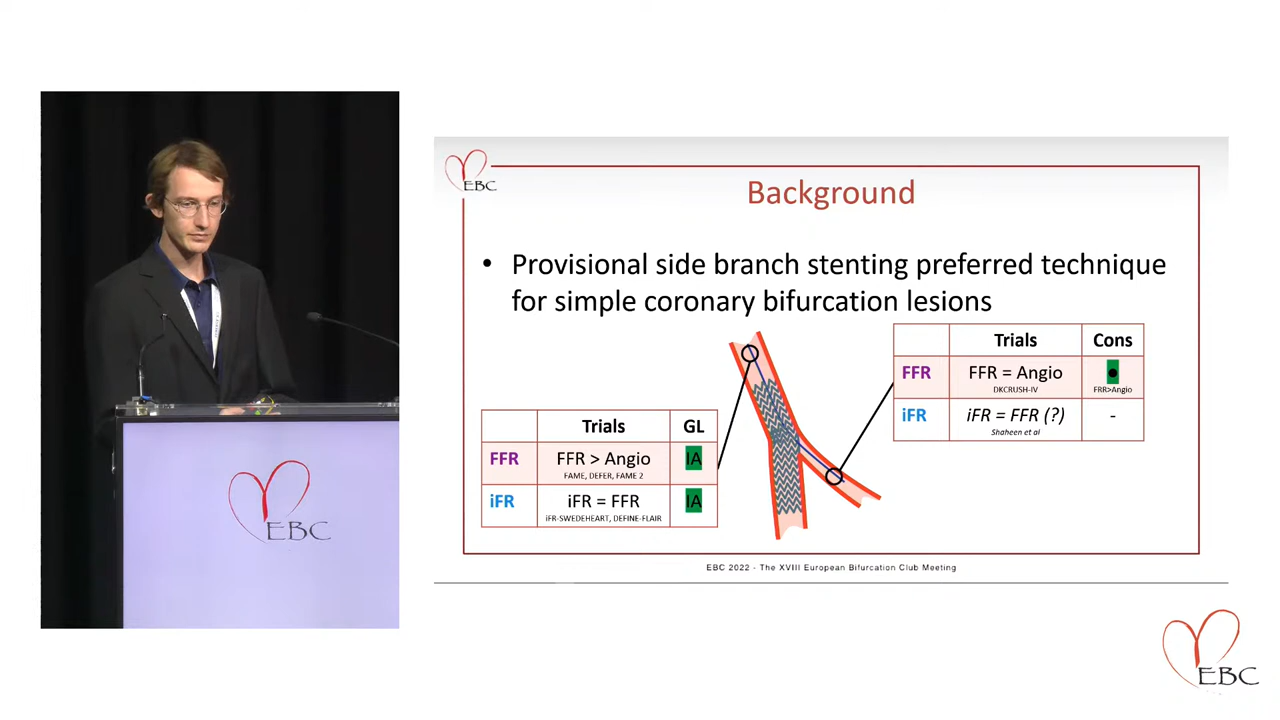 EBC
Background
• Provisional side branch stenting preferred technique
for simple coronary bifurcation lesions
Trials GL
FFR FFR > Angio IA
FAME, DEFER, FAME 2
iFR iFR = FFR IA
iFR-SWEDEHEART, DEFINE-FLAIR
Trials Cons
FFR FFR = Angio
DKCRUSH-IV FRR>Angio
iFR iFR = FFR (?) -
Shaheen et al
EBC 2022 - The XVIII European Bifurcation Club Meeting
EBC
EBC